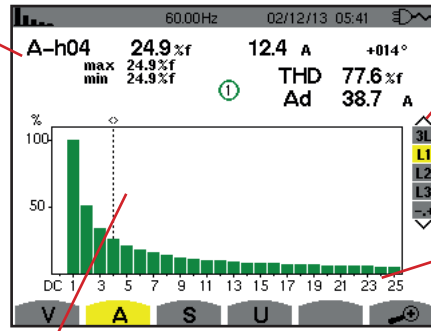 60.00Hz 02/12/13 05:41
A-h04 24.9 %f 12.4 A +014°
max 24.9%f
min 24.9%f
THD 77.6 %f
①
Ad 38.7 A
%
100
50
3L
L1
L2
L3
-.+
DC 1 3 5 7 9 11 13 15 17 19 21 23 25
V A S U